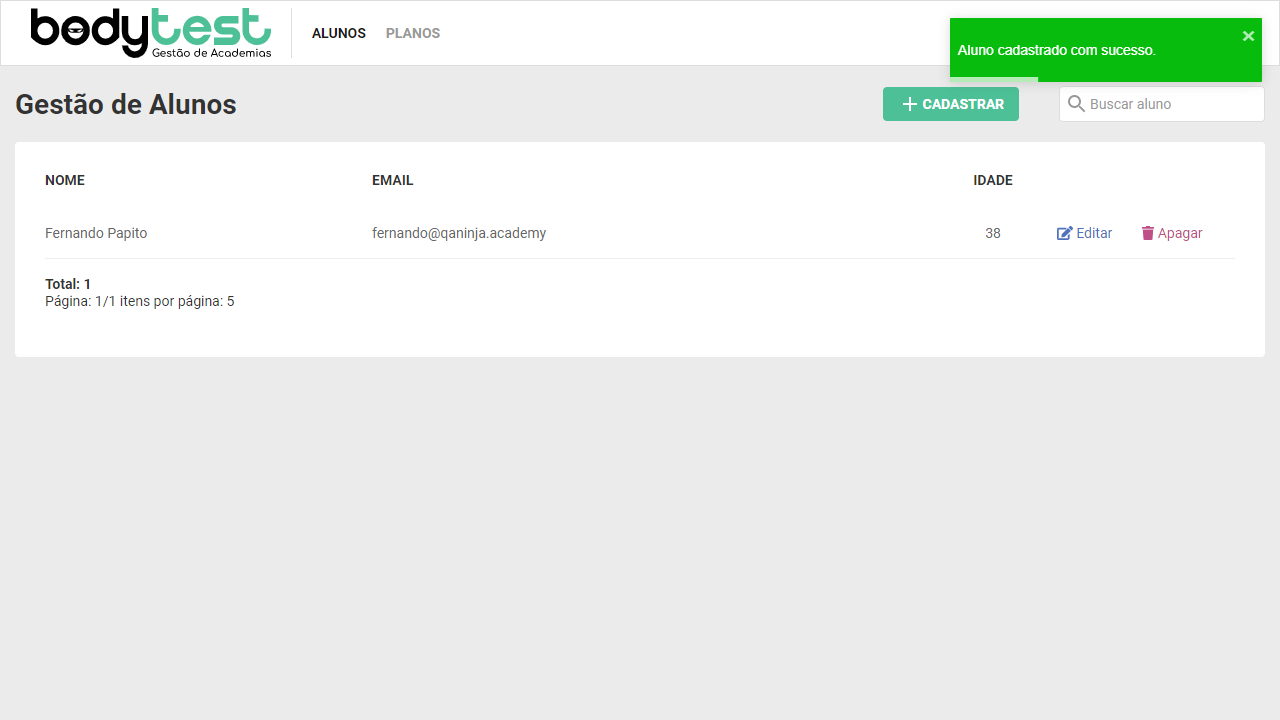 bodytest
Gestão de Academias
ALUNOS PLANOS
Aluno cadastrado com sucesso.
Gestão de Alunos
CADASTRAR
Buscar aluno
NOME EMAIL IDADE
Fernando Papito fernando@qaninja.academy 38 Editar Apagar
Total: 1
Página: 1/1 itens por página: 5